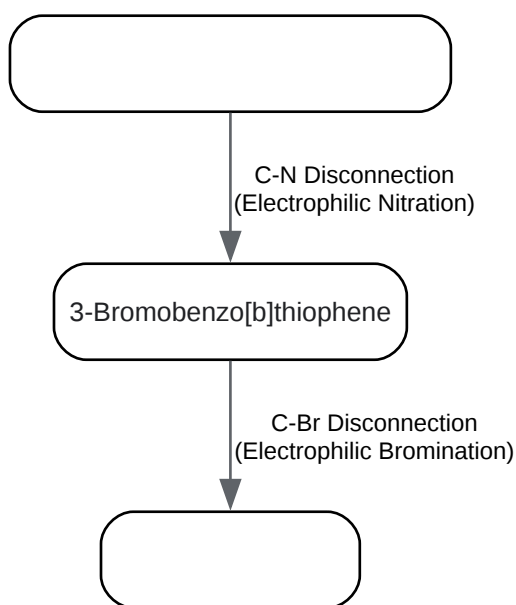 C-N Disconnection
(Electrophilic Nitration)
3-Bromobenzo[b]thiophene
C-Br Disconnection
(Electrophilic Bromination)